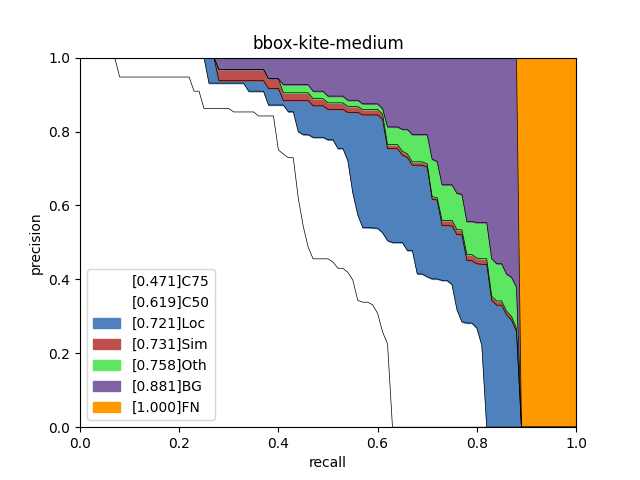 bbox-kite-medium
1.0
0.8
0.6
0.4
0.2
0.0
precision
[0.471]C75
[0.619]C50
[0.721]Loc
[0.731]Sim
[0.758]Oth
[0.881]BG
[1.000]FN
0.0 0.2 0.4 0.6 0.8 1.0
recall